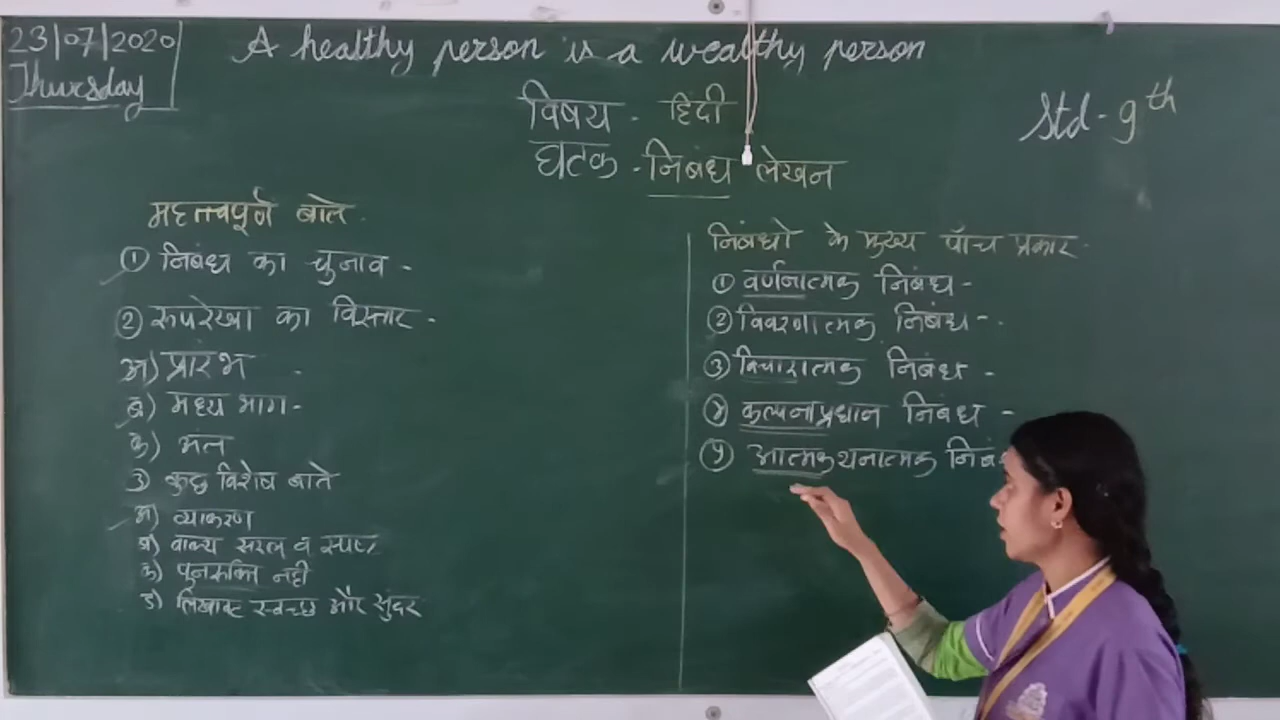 23/07/2020
Thursday
A healthy person is a wealthy person
विषय - हिंदी
घटक - निबंध लेखन
Std - 9th
महत्त्वपूर्ण बाते
① निबंध का चुनाव -
② रुपरेखा का विस्तार -
अ) प्रारंभ -
ब) मध्य भाग -
क) अंत
3) कुछ विशेष बाते
अ) व्याकरण
ब) वाक्य सरल व स्पष्ट
क) पुनरुक्ति नही
ड) लिखावट स्वच्छ और सुंदर
निबंधो के मुख्य पाँच प्रकार -
① वर्णनात्मक निबंध -
② विवरणात्मक निबंध -
③ विचारात्मक निबंध -
④ कल्पनाप्रधान निबंध -
⑤ आत्मकथनात्मक निबं